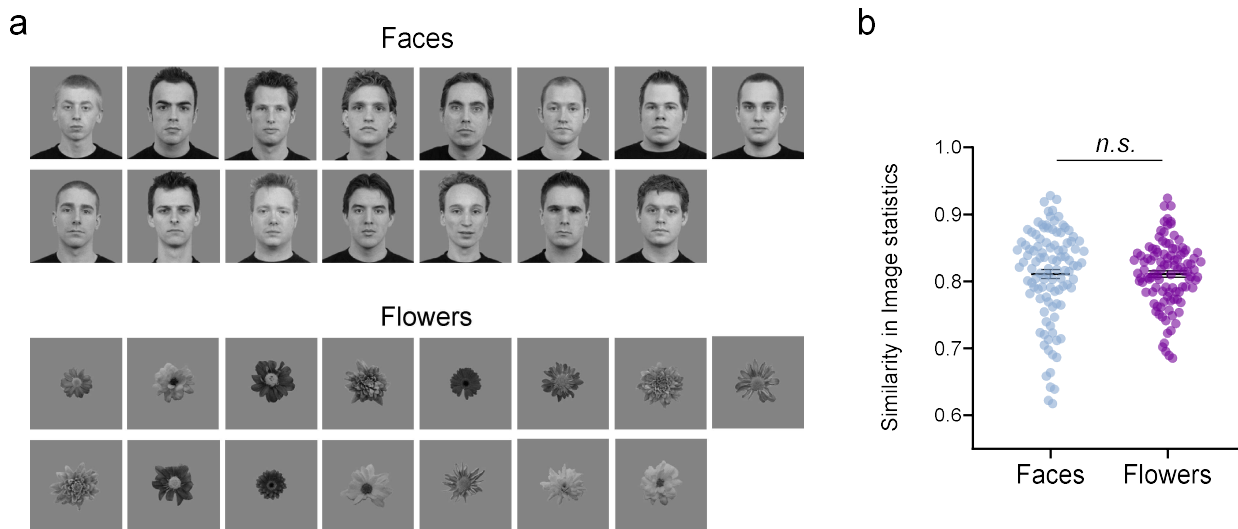 a
Faces
Flowers
b
n.s.
Similarity in Image statistics
1.0
0.9
0.8
0.7
0.6
Faces Flowers